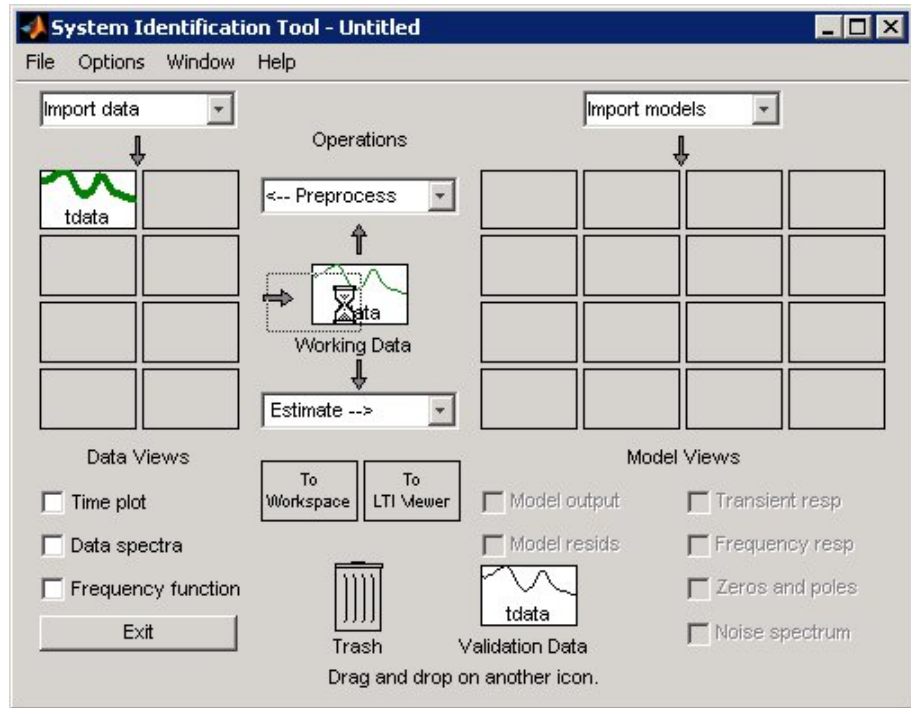 System Identification Tool - Untitled
File Options Window Help
Import data
Import models
Operations
tdata
<-- Preprocess
data
Working Data
Estimate -->
Data Views
Model Views
To Workspace
To LTI Viewer
Time plot
Data spectra
Frequency function
Model output
Transient resp
Model resids
Frequency resp
Zeros and poles
Noise spectrum
tdata
Exit
Trash
Validation Data
Drag and drop on another icon.